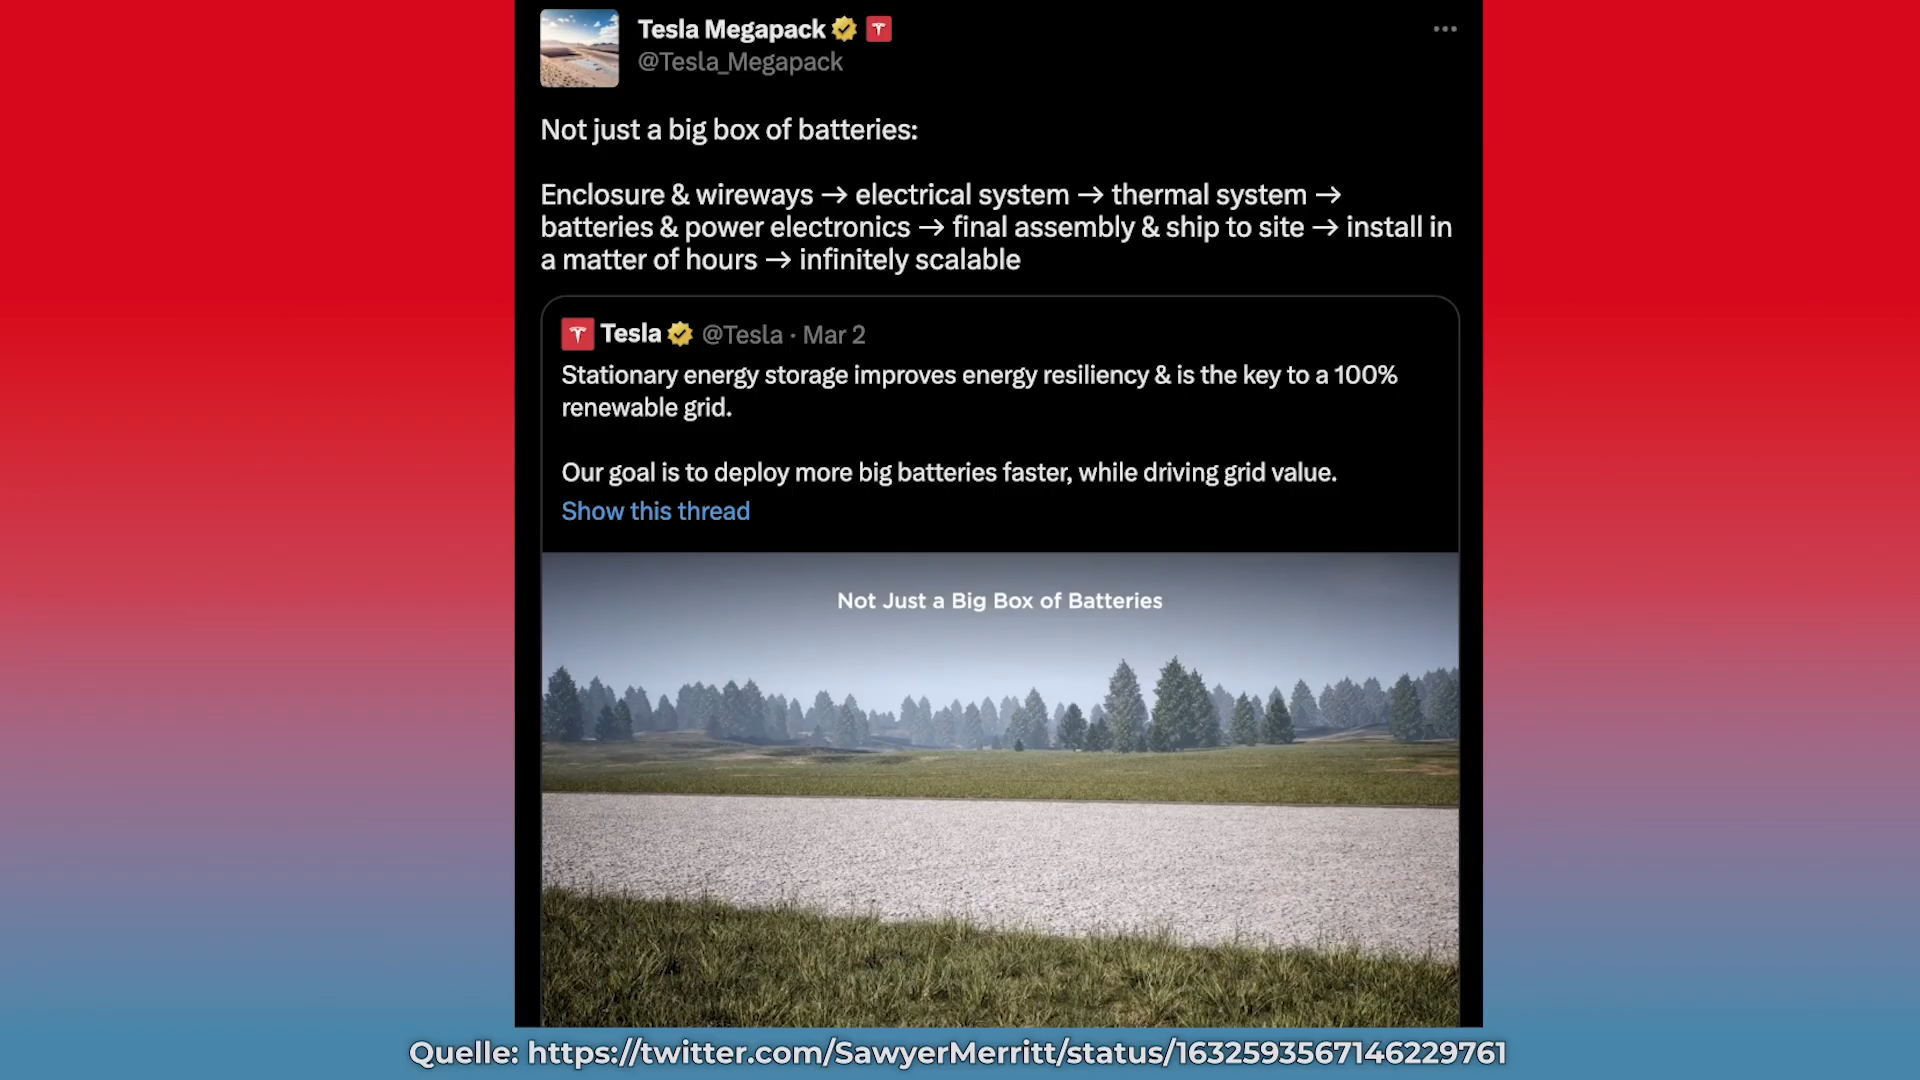 Tesla Megapack
@Tesla_Megapack
Not just a big box of batteries:
Enclosure & wireways → electrical system → thermal system →
batteries & power electronics → final assembly & ship to site → install in
a matter of hours → infinitely scalable
Tesla @Tesla · Mar 2
Stationary energy storage improves energy resiliency & is the key to a 100%
renewable grid.
Our goal is to deploy more big batteries faster, while driving grid value.
Show this thread
Not Just a Big Box of Batteries
Quelle: https://twitter.com/SawyerMerritt/status/1632593567146229761